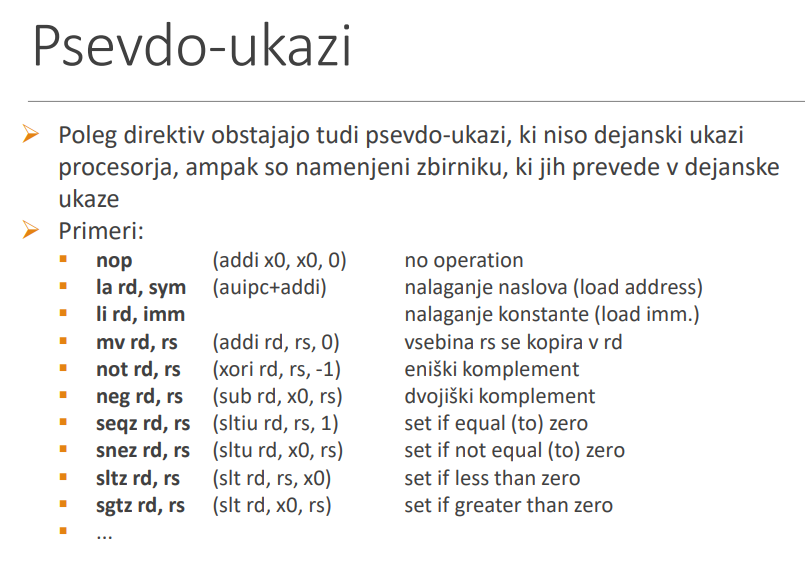 Psevdo-ukazi
Poleg direktiv obstajajo tudi psevdo-ukazi, ki niso dejanski ukazi
procesorja, ampak so namenjeni zbirniku, ki jih prevede v dejanske
ukaze
Primeri:
nop (addi x0, x0, 0) no operation
la rd, sym (auipc+addi) nalaganje naslova (load address)
li rd, imm nalaganje konstante (load imm.)
mv rd, rs (addi rd, rs, 0) vsebina rs se kopira v rd
not rd, rs (xori rd, rs, -1) eniški komplement
neg rd, rs (sub rd, x0, rs) dvojiški komplement
seqz rd, rs (sltiu rd, rs, 1) set if equal (to) zero
snez rd, rs (sltu rd, x0, rs) set if not equal (to) zero
sltz rd, rs (slt rd, rs, x0) set if less than zero
sgtz rd, rs (slt rd, x0, rs) set if greater than zero
...